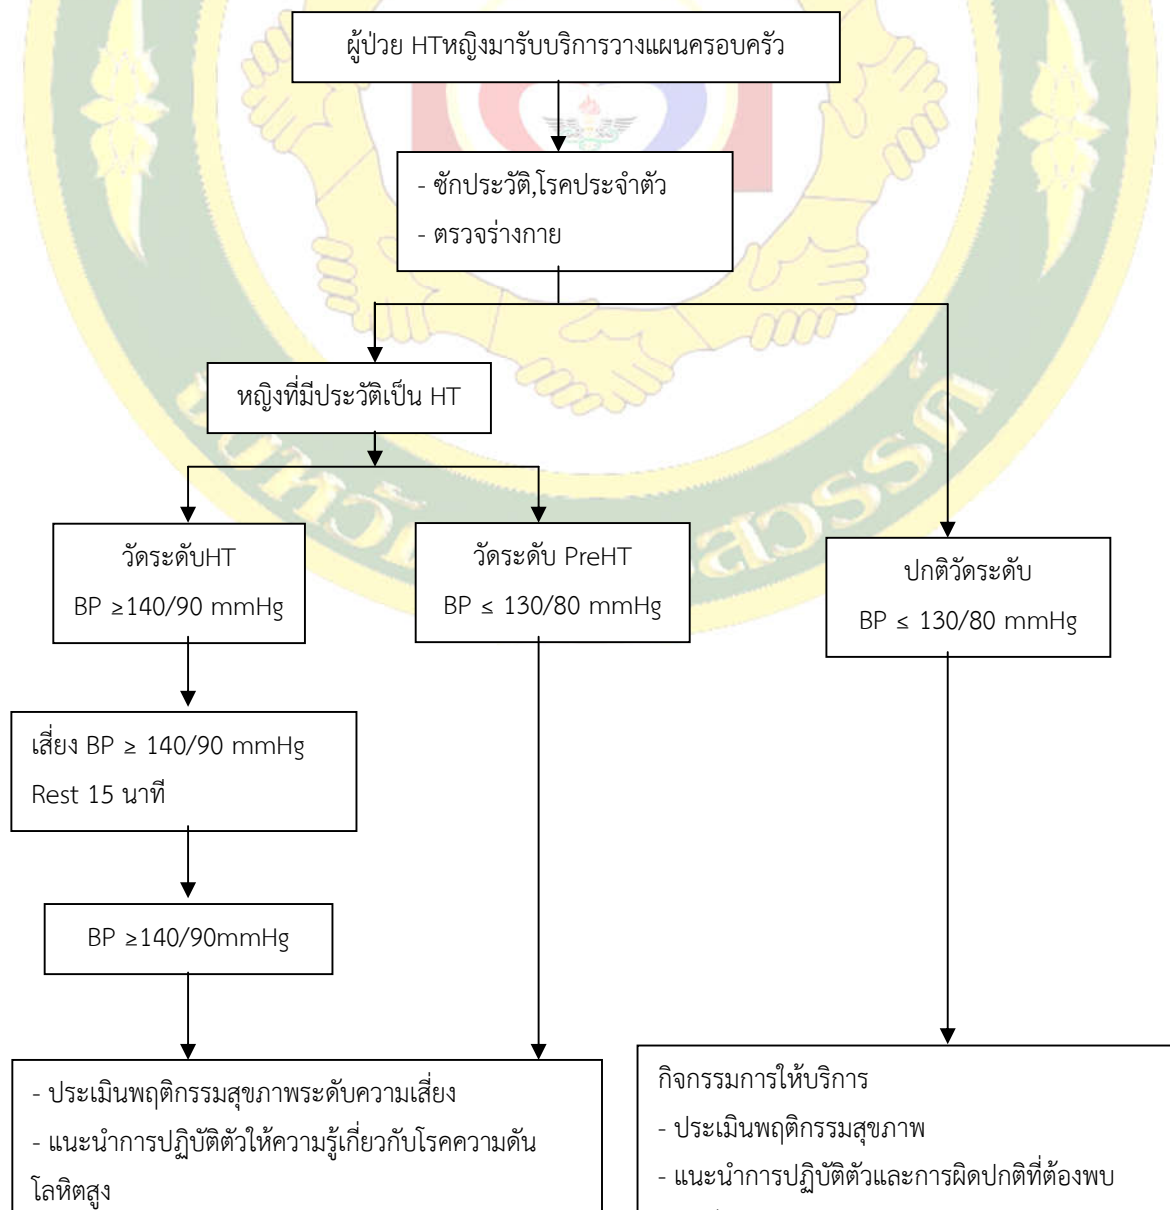 ผู้ป่วย HTหญิงมารับบริการวางแผนครอบครัว
- ซักประวัติ,โรคประจำตัว
- ตรวจร่างกาย
หญิงที่มีประวัติเป็น HT
วัดระดับHT
BP ≥140/90 mmHg
วัดระดับ PreHT
BP ≤ 130/80 mmHg
ปกติวัดระดับ
BP ≤ 130/80 mmHg
เสี่ยง BP ≥ 140/90 mmHg
Rest 15 นาที
BP ≥140/90mmHg
- ประเมินพฤติกรรมสุขภาพระดับความเสี่ยง
- แนะนำการปฏิบัติตัวให้ความรู้เกี่ยวกับโรคความดัน
โลหิตสูง
กิจกรรมการให้บริการ
- ประเมินพฤติกรรมสุขภาพ
- แนะนำการปฏิบัติตัวและการผิดปกติที่ต้องพบ